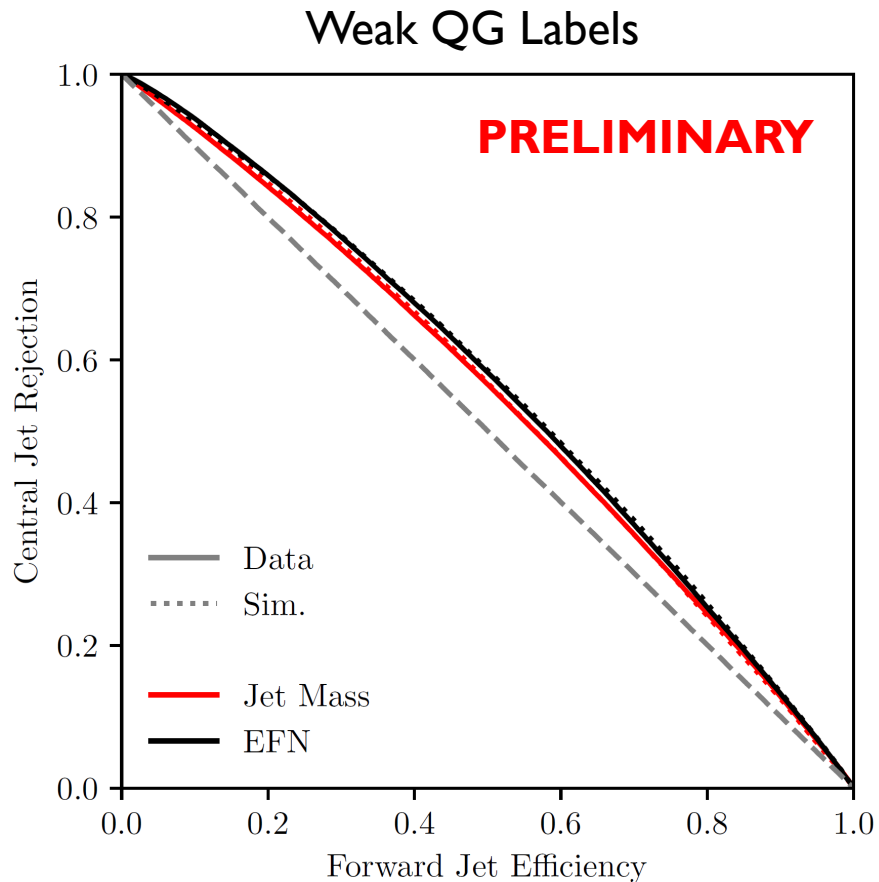 Weak QG Labels
PRELIMINARY
1.0
0.8
0.6
0.4
0.2
0.0
Central Jet Rejection
Data
Sim.
Jet Mass
EFN
0.0 0.2 0.4 0.6 0.8 1.0
Forward Jet Efficiency